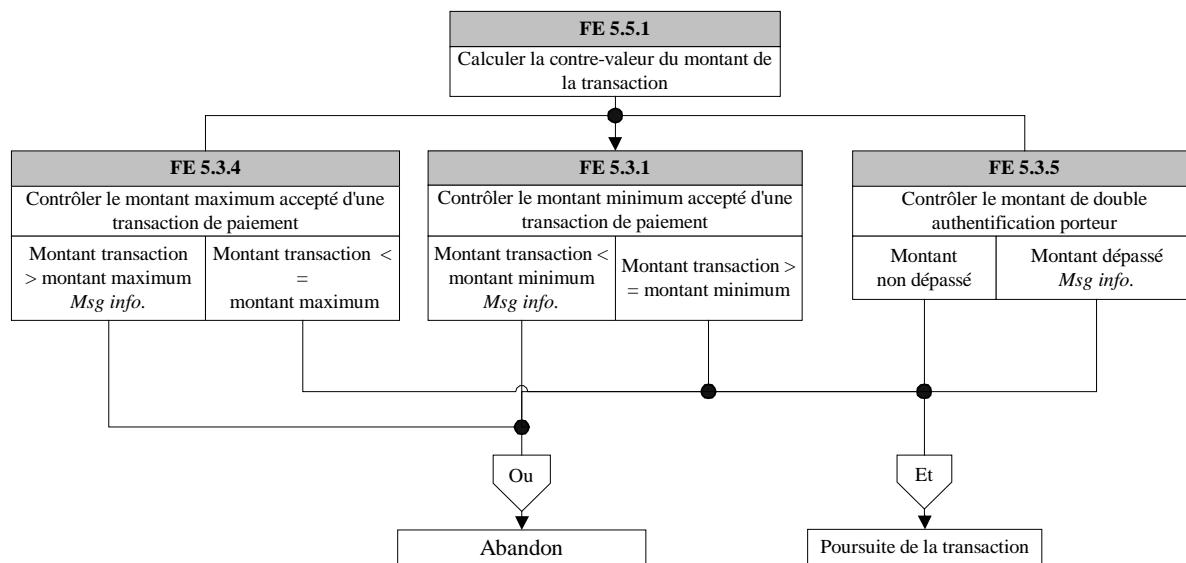 FE 5.5.1
Calculer la contre-valeur du montant de
la transaction
FE 5.3.4
Contrôler le montant maximum accepté d'une
transaction de paiement
Montant transaction
> montant maximum
Msg info.
Montant transaction <
=
montant maximum
FE 5.3.1
Contrôler le montant minimum accepté d'une
transaction de paiement
Montant transaction <
montant minimum
Msg info.
Montant transaction >
= montant minimum
FE 5.3.5
Contrôler le montant de double
authentification porteur
Montant
non dépassé
Montant dépassé
Msg info.
Ou
Et
Abandon
Poursuite de la transaction